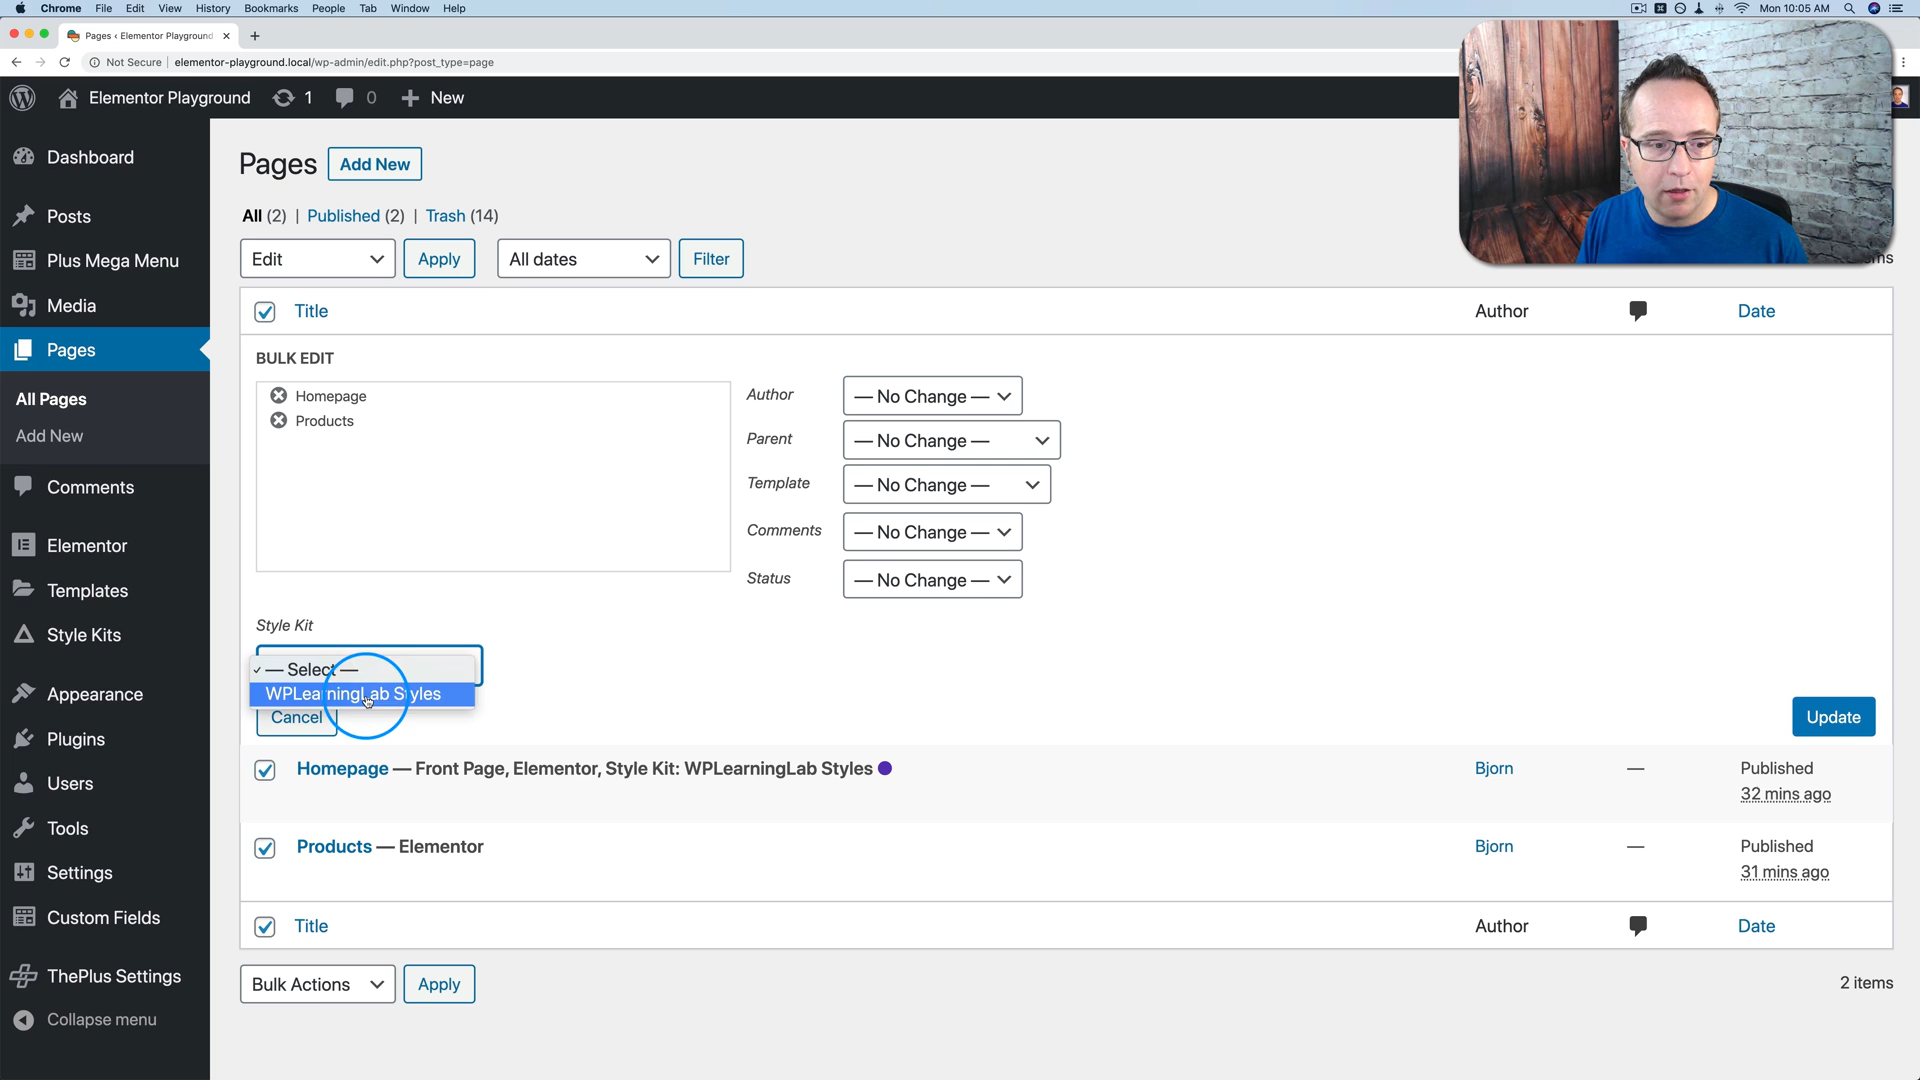 Chrome File Edit View History Bookmarks People Tab Window Help Mon 10:05 AM
Pages ‹ Elementor Playground
Not Secure elementor-playground.local/wp-admin/edit.php?post_type=page
Elementor Playground 1 0 New
Dashboard
Posts
Plus Mega Menu
Media
Pages
All Pages
Add New
Comments
Elementor
Templates
Style Kits
Appearance
Plugins
Users
Tools
Settings
Custom Fields
ThePlus Settings
Collapse menu
Pages Add New
All (2) | Published (2) | Trash (14)
Edit Apply All dates Filter
Title Author Date
BULK EDIT
Homepage
Products
Author — No Change —
Parent — No Change —
Template — No Change —
Comments — No Change —
Status — No Change —
Style Kit
— Select —
WPLearningLab Styles
Cancel Update
Homepage — Front Page, Elementor, Style Kit: WPLearningLab Styles Bjorn — Published
32 mins ago
Products — Elementor Bjorn — Published
31 mins ago
Title Author Date
Bulk Actions Apply 2 items